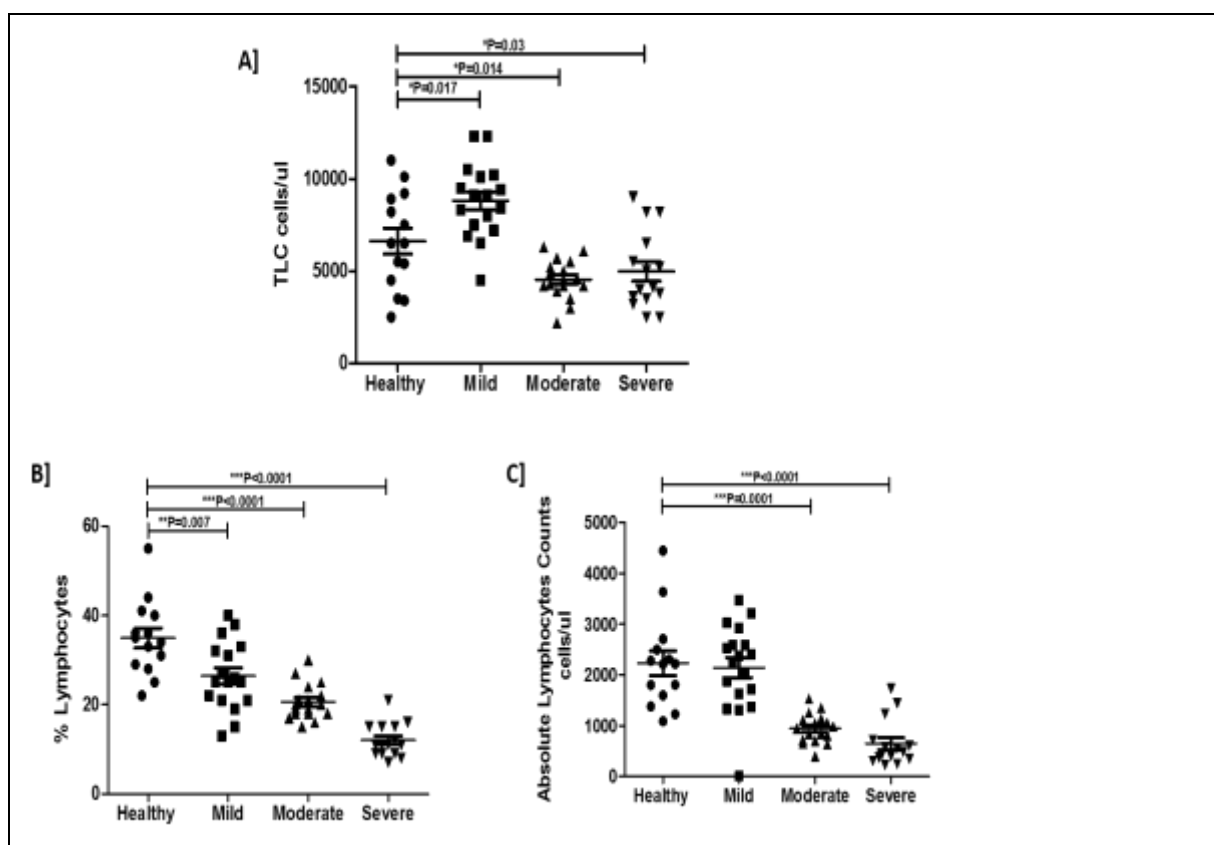 A]
*P=0.03
*P=0.014
*P=0.017
15000
10000
5000
0
TLC cells/ul
Healthy Mild Moderate Severe
B]
***P<0.0001
***P<0.0001
**P=0.007
60
40
20
0
% Lymphocytes
Healthy Mild Moderate Severe
C]
***P<0.0001
***P=0.0001
5000
4000
3000
2000
1000
0
Absolute Lymphocytes Counts
cells/ul
Healthy Mild Moderate Severe